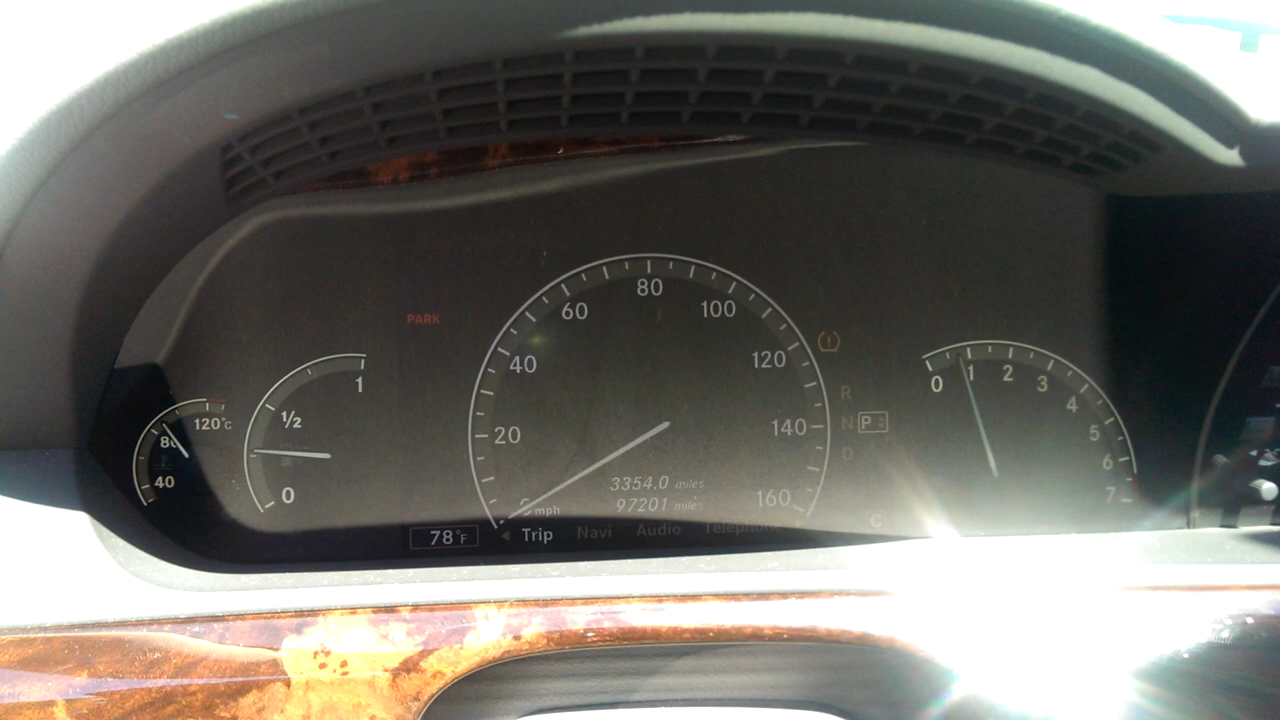 PARK
120°C
80
40
1
1/2
0
20
40
60
80
100
120
140
160
mph
3354.0 miles
97201 miles
R
N P
D
C
0 1 2 3 4 5 6 7
78°F
Trip Navi Audio Telephone